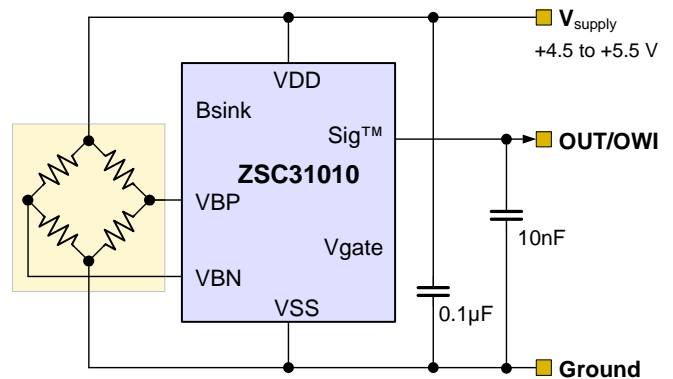 Vsupply
+4.5 to +5.5 V
VDD
Bsink
Sig™
OUT/OWI
ZSC31010
VBP
Vgate
10nF
VBN
VSS
0.1µF
Ground